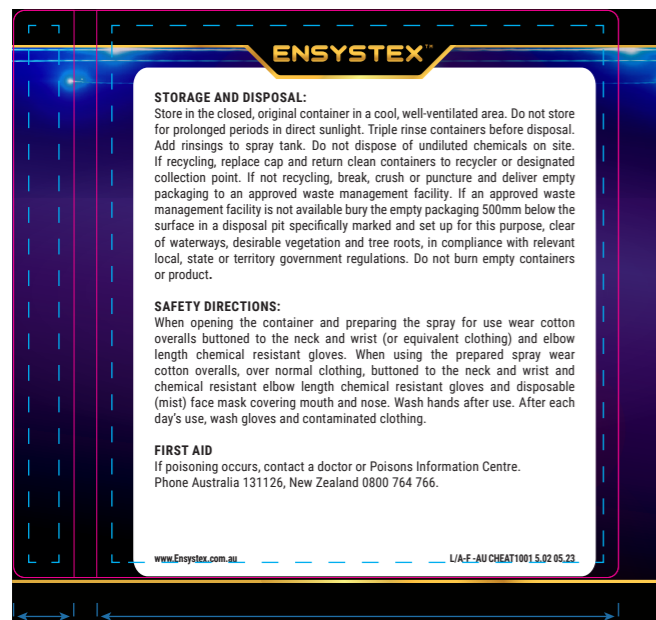 ENSYSTEX™
STORAGE AND DISPOSAL:
Store in the closed, original container in a cool, well-ventilated area. Do not store
for prolonged periods in direct sunlight. Triple rinse containers before disposal.
Add rinsings to spray tank. Do not dispose of undiluted chemicals on site.
If recycling, replace cap and return clean containers to recycler or designated
collection point. If not recycling, break, crush or puncture and deliver empty
packaging to an approved waste management facility. If an approved waste
management facility is not available bury the empty packaging 500mm below the
surface in a disposal pit specifically marked and set up for this purpose, clear
of waterways, desirable vegetation and tree roots, in compliance with relevant
local, state or territory government regulations. Do not burn empty containers
or product.
SAFETY DIRECTIONS:
When opening the container and preparing the spray for use wear cotton
overalls buttoned to the neck and wrist (or equivalent clothing) and elbow
length chemical resistant gloves. When using the prepared spray wear
cotton overalls, over normal clothing, buttoned to the neck and wrist and
chemical resistant elbow length chemical resistant gloves and disposable
(mist) face mask covering mouth and nose. Wash hands after use. After each
day's use, wash gloves and contaminated clothing.
FIRST AID
If poisoning occurs, contact a doctor or Poisons Information Centre.
Phone Australia 131126, New Zealand 0800 764 766.
www.Ensystex.com.au L/A-F -AU CHEAT1001 5.02 05.23